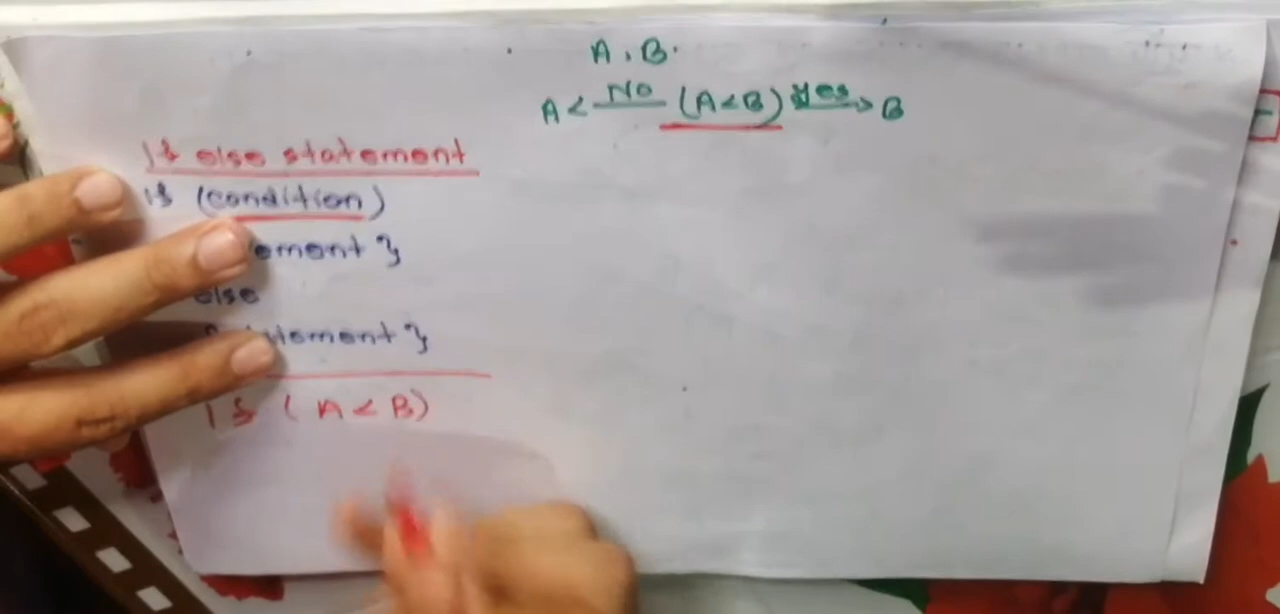 A, B.
A < No (A<B) Yes > B
If else statement
if (condition)
ement }
else
tement }
If (A<B)